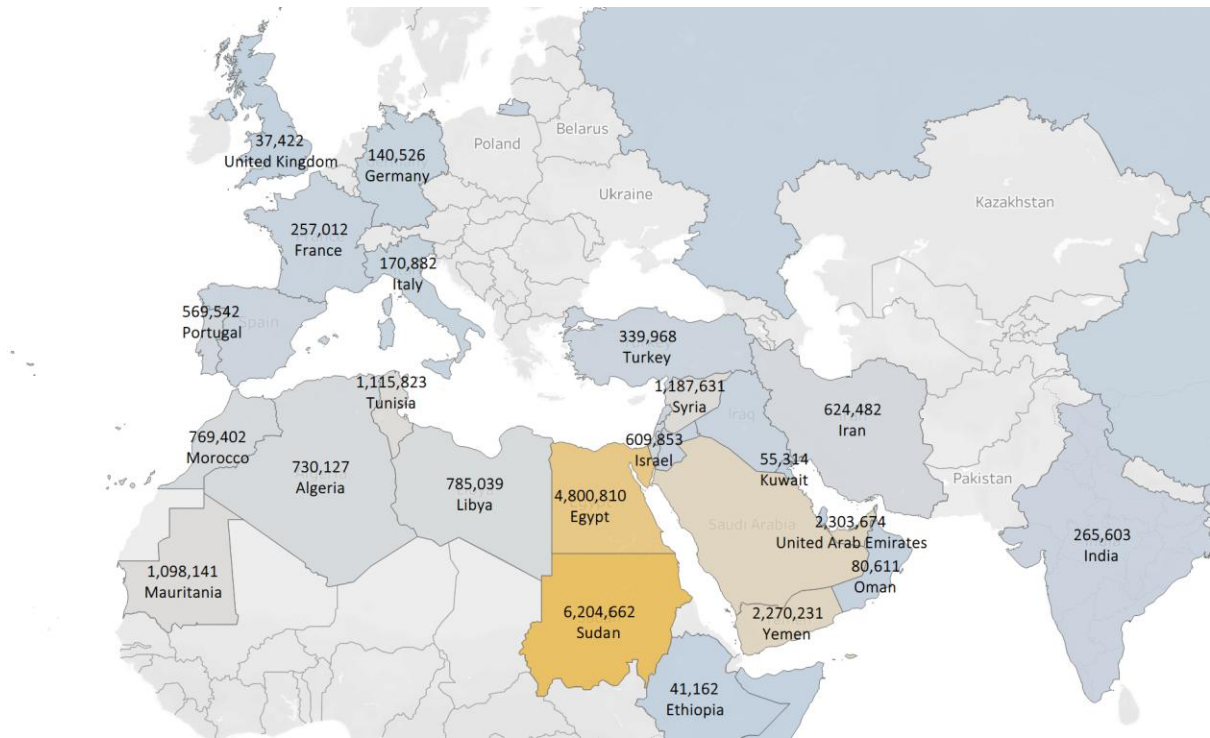 37,422
United Kingdom
140,526
Germany
Poland
Belarus
Ukraine
Kazakhstan
257,012
France
170,882
Italy
569,542
Portugal
Spain
339,968
Turkey
1,115,823
Tunisia
1,187,631
Syria
Iraq
624,482
Iran
769,402
Morocco
730,127
Algeria
785,039
Libya
609,853
Israel
55,314
Kuwait
Pakistan
4,800,810
Egypt
Saudi Arabia
2,303,674
United Arab Emirates
80,611
Oman
265,603
India
1,098,141
Mauritania
6,204,662
Sudan
2,270,231
Yemen
41,162
Ethiopia